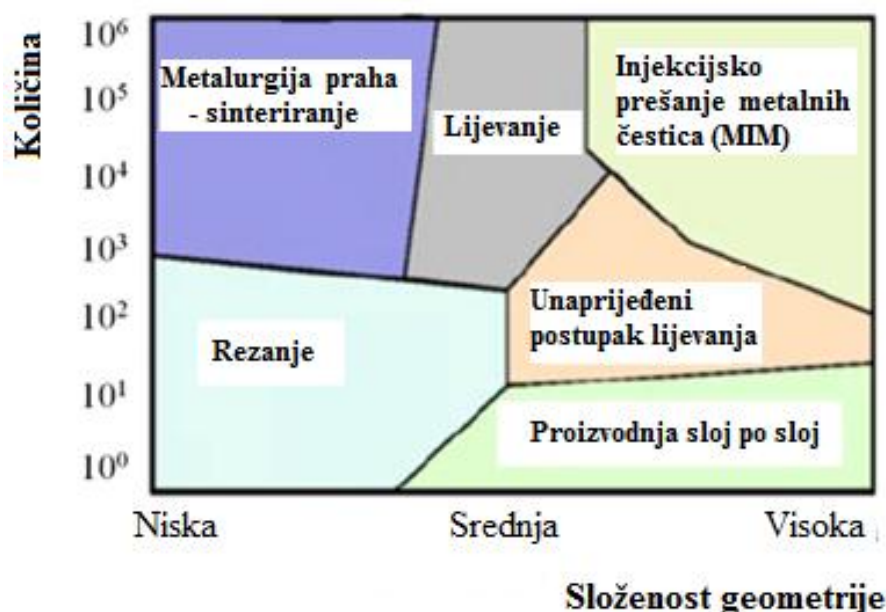 Količina
10⁶
10⁵
10⁴
10³
10²
10¹
10⁰
Metalurgija praha
- sinteriranje
Lijevanje
Injekcijsko
prešanje metalnih
čestica (MIM)
Rezanje
Unaprijeđeni
postupak lijevanja
Proizvodnja sloj po sloj
Niska
Srednja
Visoka
Složenost geometrije